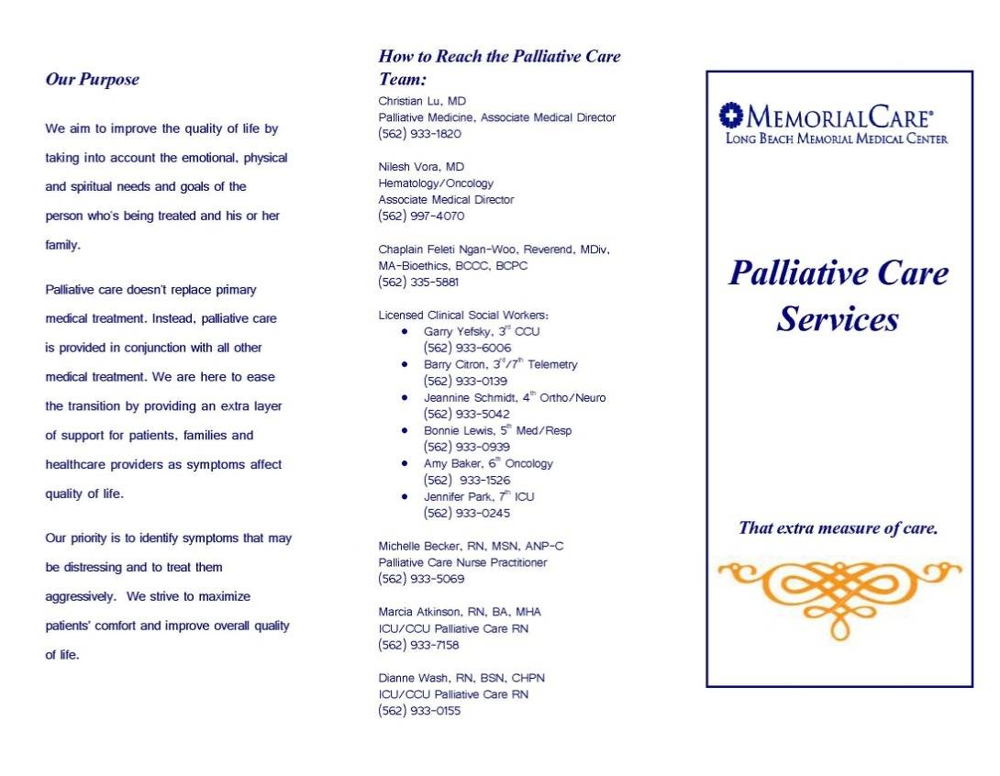 Our Purpose
We aim to improve the quality of life by
taking into account the emotional, physical
and spiritual needs and goals of the
person who's being treated and his or her
family.
Palliative care doesn't replace primary
medical treatment. Instead, palliative care
is provided in conjunction with all other
medical treatment. We are here to ease
the transition by providing an extra layer
of support for patients, families and
healthcare providers as symptoms affect
quality of life.
Our priority is to identify symptoms that may
be distressing and to treat them
aggressively.  We strive to maximize
patients' comfort and improve overall quality
of life.
How to Reach the Palliative Care
Team:
Christian Lu, MD
Palliative Medicine, Associate Medical Director
(562) 933-1820
Nilesh Vora, MD
Hematology/Oncology
Associate Medical Director
(562) 997-4070
Chaplain Feleti Ngan-Woo, Reverend, MDiv,
MA-Bioethics, BCCC, BCPC
(562) 335-5881
Licensed Clinical Social Workers:
• Garry Yefsky, 3rd CCU
(562) 933-6006
• Barry Citron, 3rd/7th Telemetry
(562) 933-0139
• Jeannine Schmidt, 4th Ortho/Neuro
(562) 933-5042
• Bonnie Lewis, 5th Med/Resp
(562) 933-0939
• Amy Baker, 6th Oncology
(562)  933-1526
• Jennifer Park, 7th ICU
(562) 933-0245
Michelle Becker, RN, MSN, ANP-C
Palliative Care Nurse Practitioner
(562) 933-5069
Marcia Atkinson, RN, BA, MHA
ICU/CCU Palliative Care RN
(562) 933-7158
Dianne Wash, RN, BSN, CHPN
ICU/CCU Palliative Care RN
(562) 933-0155
MEMORIALCARE®
LONG BEACH MEMORIAL MEDICAL CENTER
Palliative Care
Services
That extra measure of care.